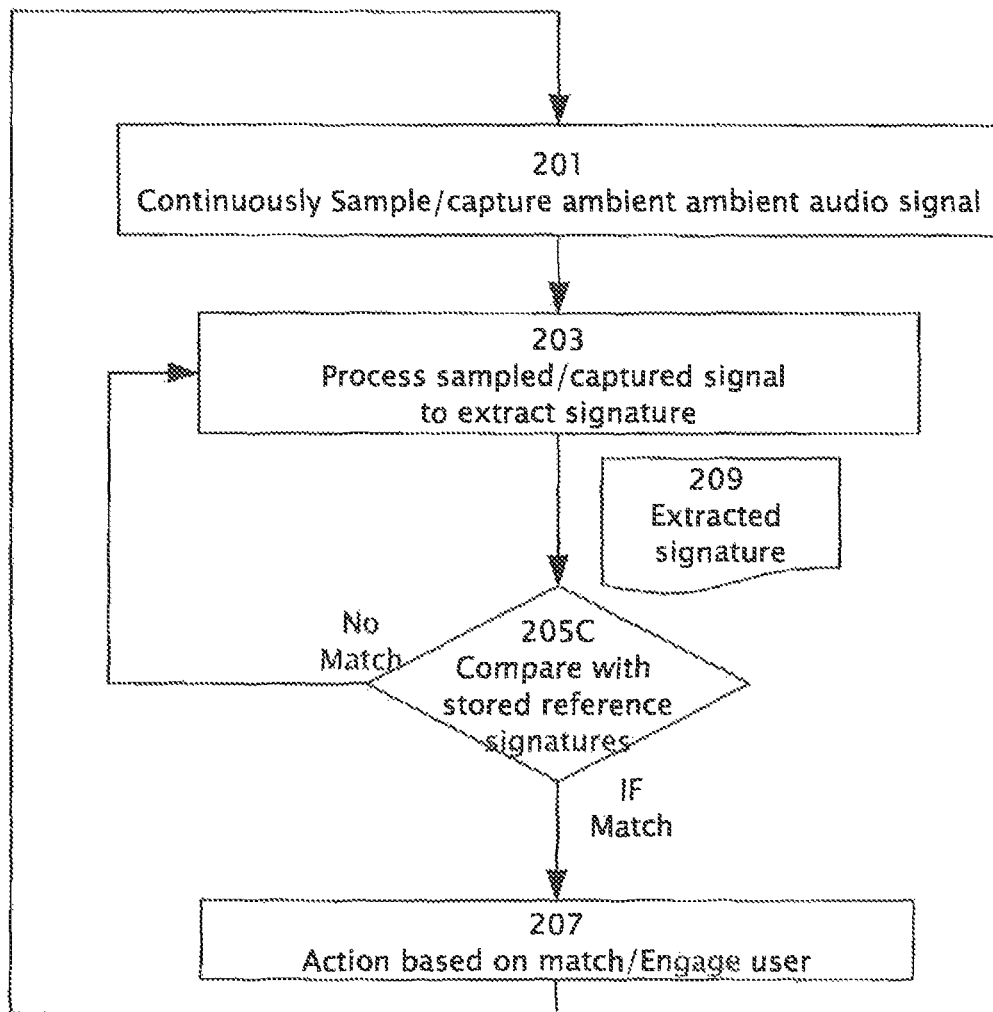 201
Continuously Sample/capture ambient ambient audio signal
203
Process sampled/captured signal
to extract signature
209
Extracted
signature
No
Match
205C
Compare with
stored reference
signatures
IF
Match
207
Action based on match/Engage user